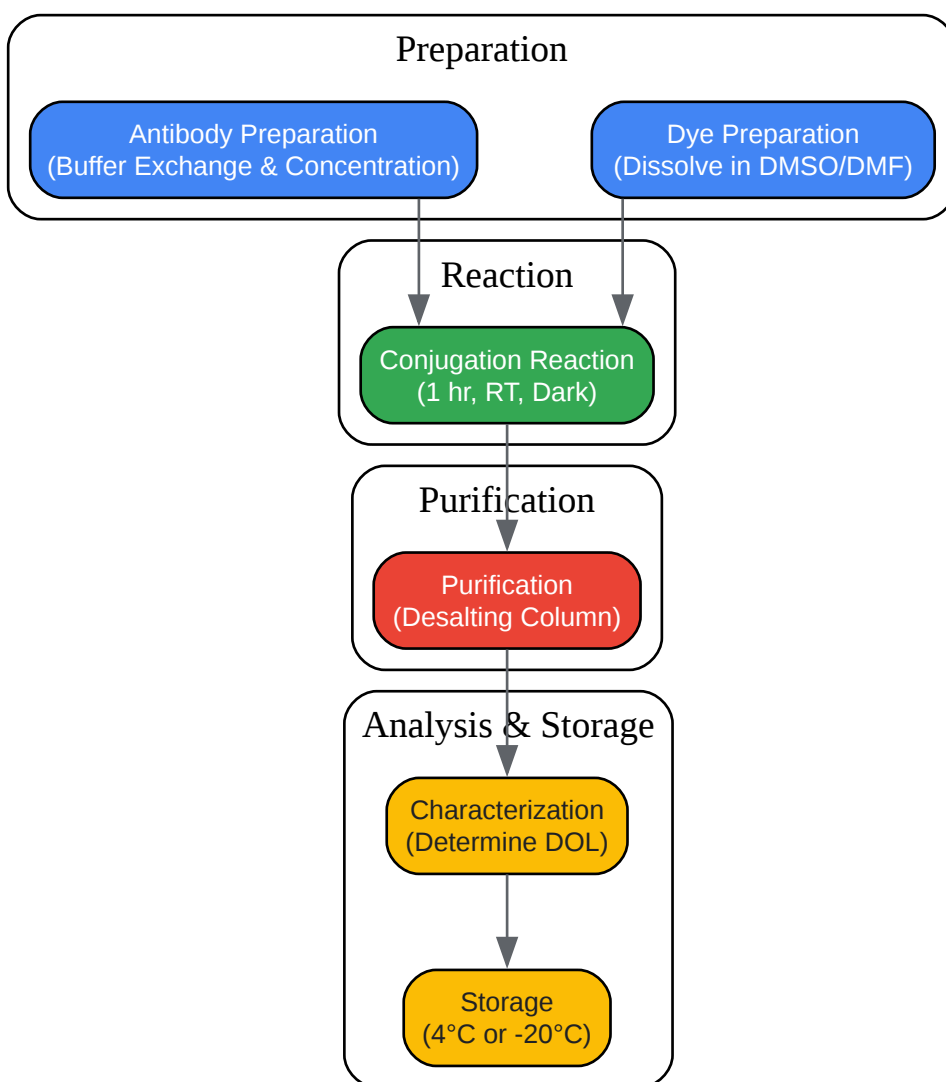 Preparation
Antibody Preparation
(Buffer Exchange & Concentration)
Dye Preparation
(Dissolve in DMSO/DMF)
Reaction
Conjugation Reaction
(1 hr, RT, Dark)
Purification
Purification
(Desalting Column)
Analysis & Storage
Characterization
(Determine DOL)
Storage
(4°C or -20°C)